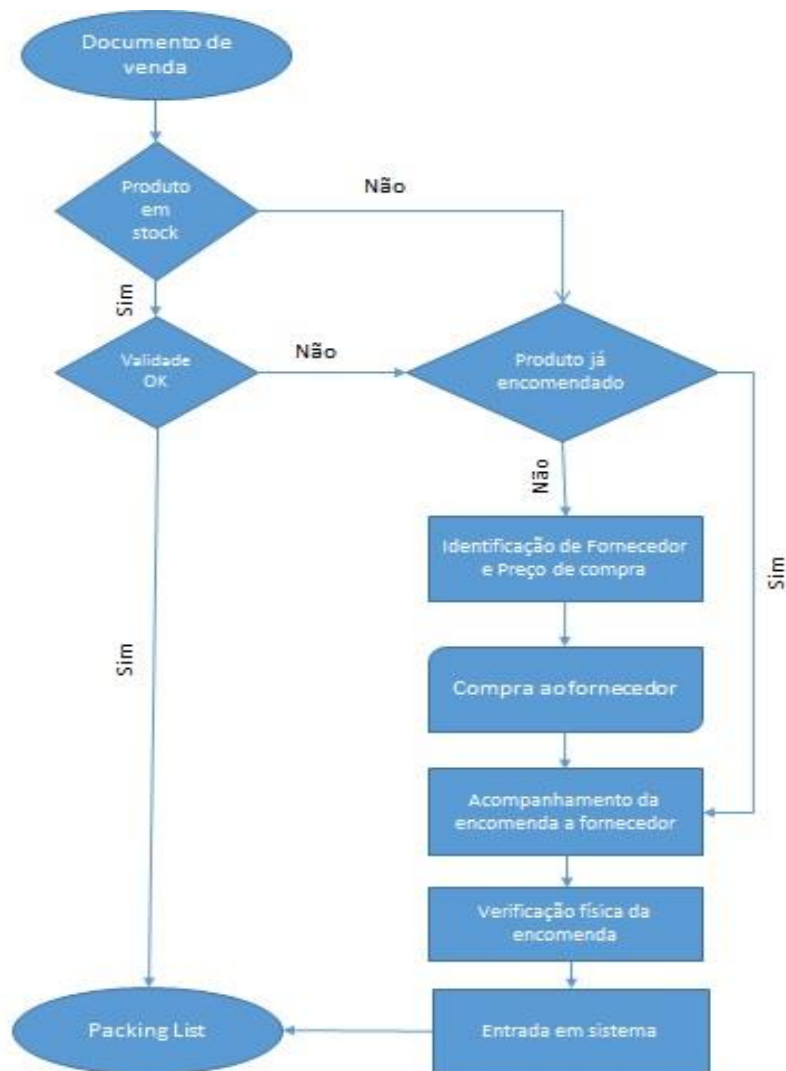 Documento de
venda
Produto
em
stock
Não
Sim
Validade
OK
Não
Produto já
encomendado
Não
Identificação de Fornecedor
e Preço de compra
Sim
Sim
Compra ao fornecedor
Acompanhamento da
encomenda a fornecedor
Verificação física da
encomenda
Packing List
Entrada em sistema